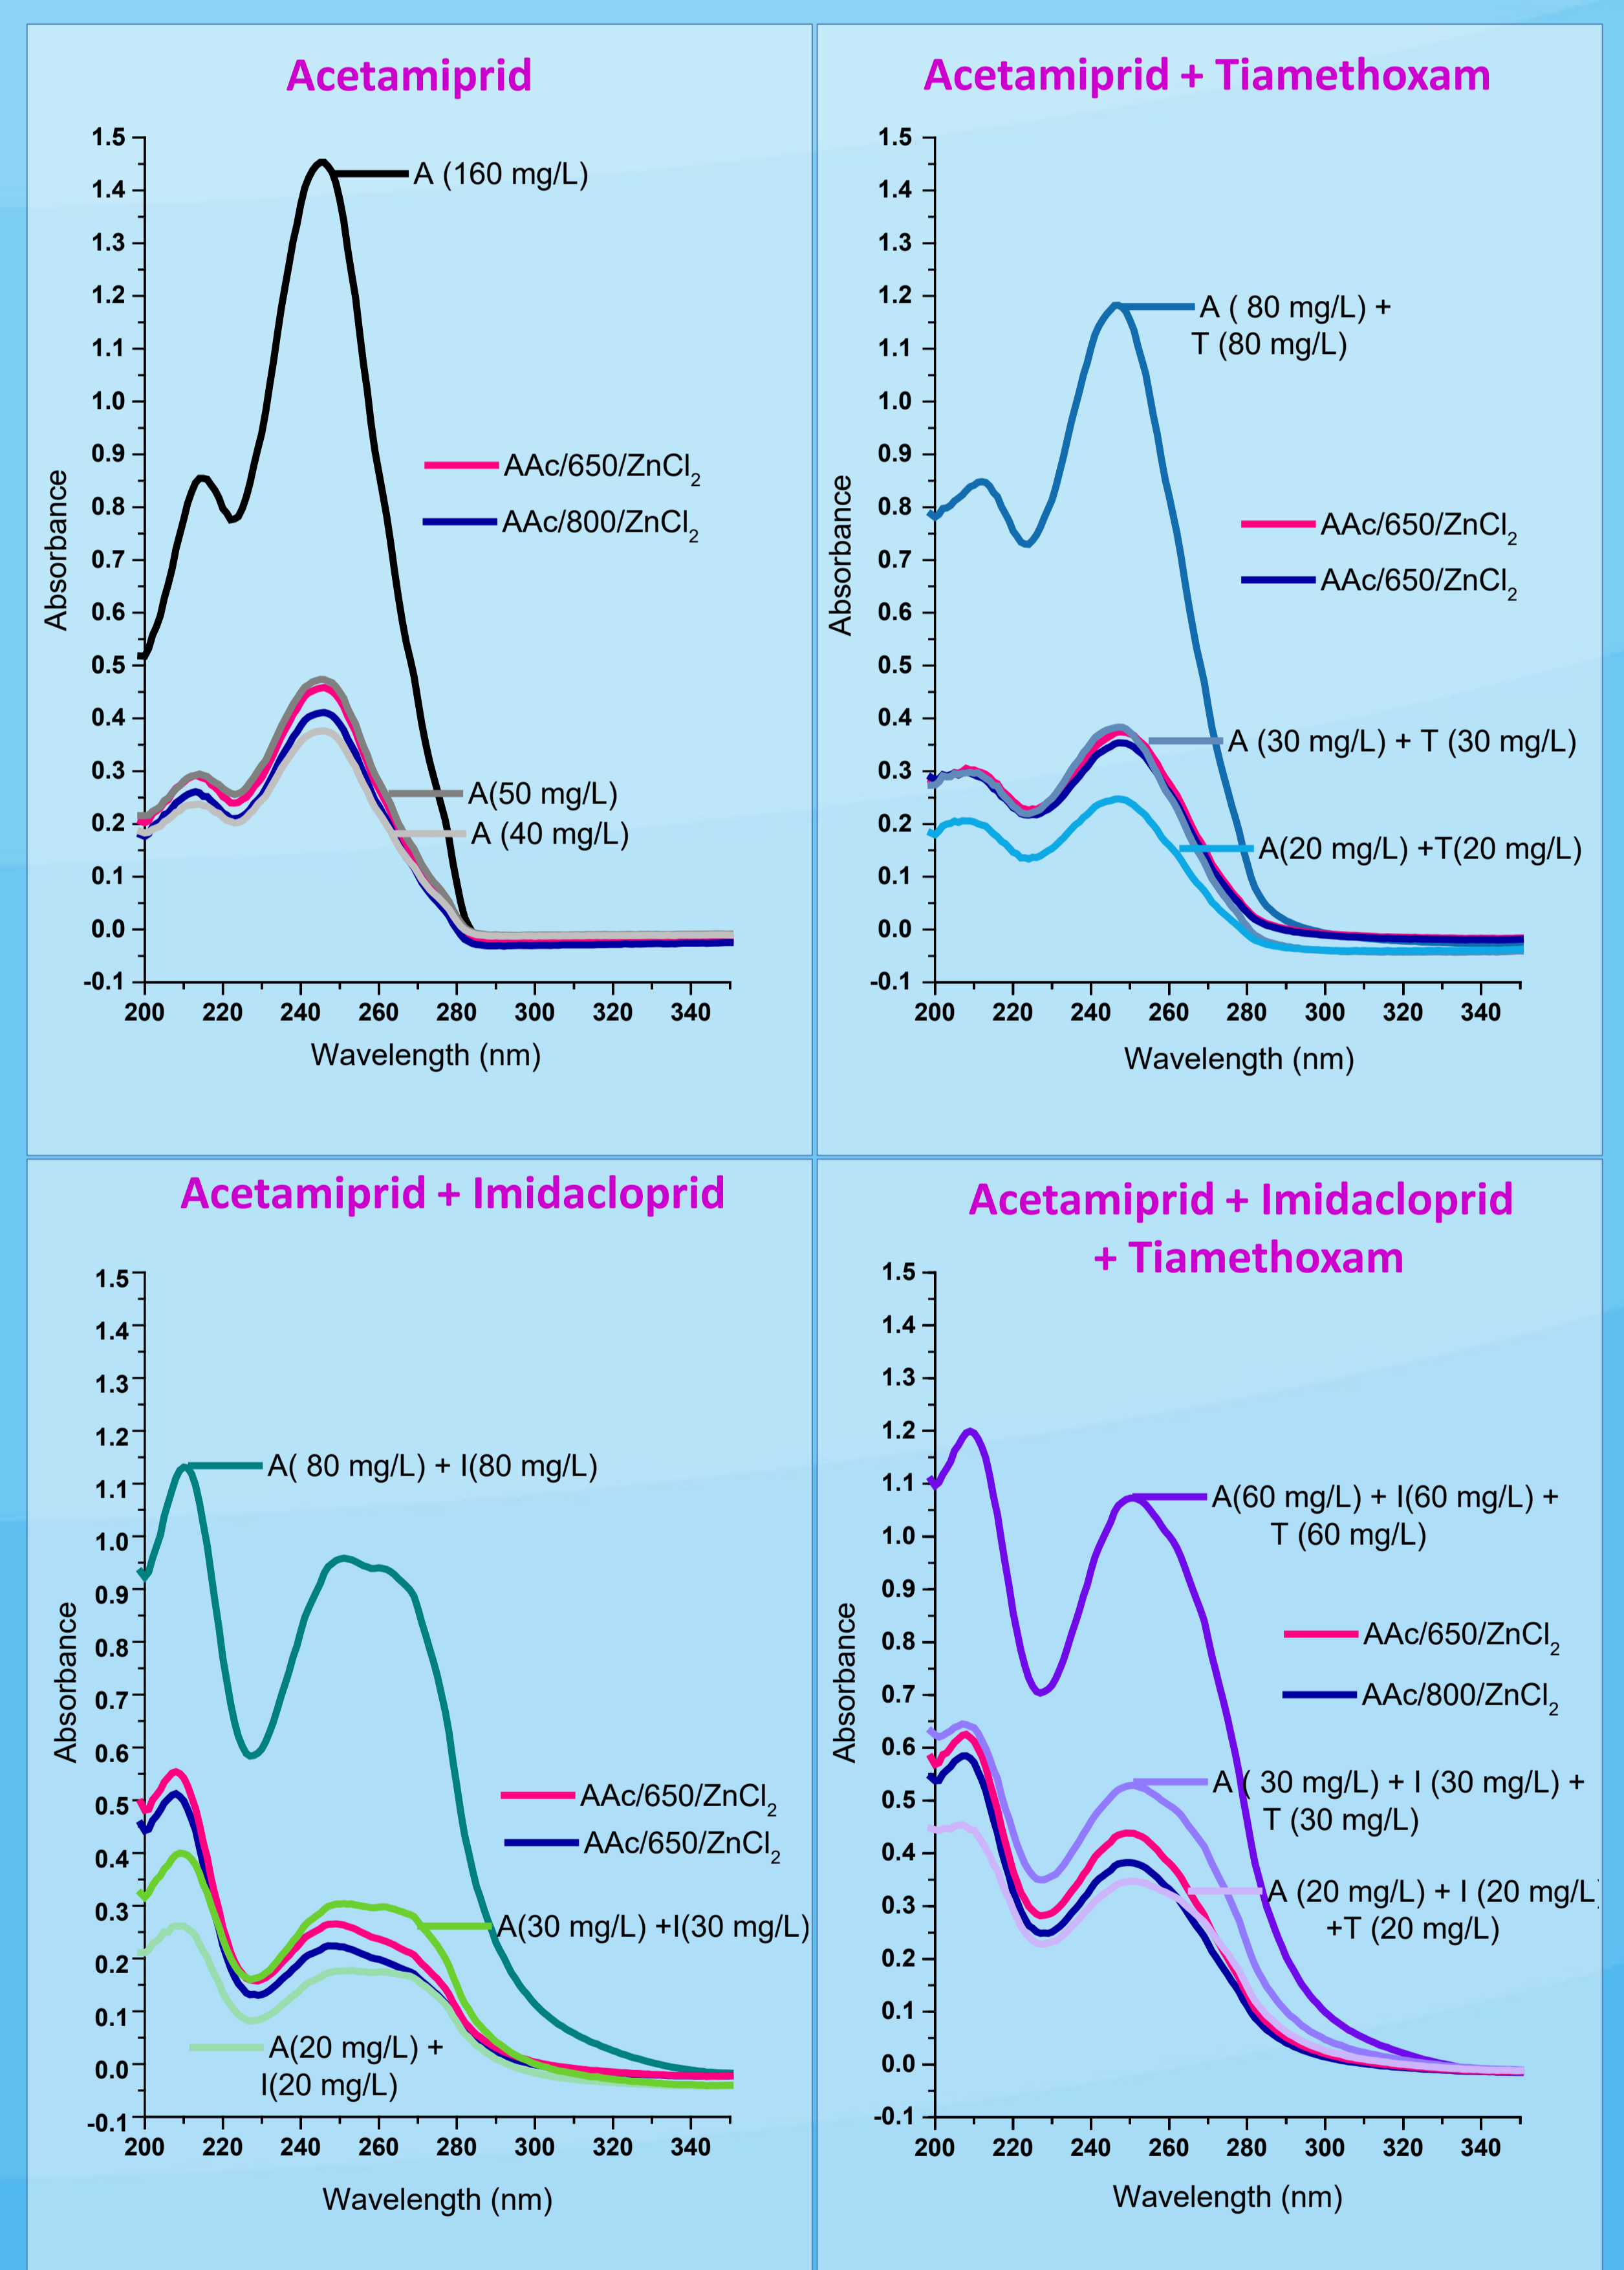 Acetamiprid
1.5
1.4
1.3
1.2
1.1
1.0
0.9
0.8
0.7
0.6
0.5
0.4
0.3
0.2
0.1
0.0
-0.1
Absorbance
A (160 mg/L)
AAc/650/ZnCl2
AAc/800/ZnCl2
A(50 mg/L)
A (40 mg/L)
200 220 240 260 280 300 320 340
Wavelength (nm)
Acetamiprid + Tiamethoxam
1.5
1.4
1.3
1.2
1.1
1.0
0.9
0.8
0.7
0.6
0.5
0.4
0.3
0.2
0.1
0.0
-0.1
Absorbance
A ( 80 mg/L) +
T (80 mg/L)
AAc/650/ZnCl2
AAc/650/ZnCl2
A (30 mg/L) + T (30 mg/L)
A(20 mg/L) +T(20 mg/L)
200 220 240 260 280 300 320 340
Wavelength (nm)
Acetamiprid + Imidacloprid
1.5
1.4
1.3
1.2
1.1
1.0
0.9
0.8
0.7
0.6
0.5
0.4
0.3
0.2
0.1
0.0
-0.1
Absorbance
A( 80 mg/L) + I(80 mg/L)
AAc/650/ZnCl2
AAc/650/ZnCl2
A(30 mg/L) +I(30 mg/L)
A(20 mg/L) +
I(20 mg/L)
200 220 240 260 280 300 320 340
Wavelength (nm)
Acetamiprid + Imidacloprid
+ Tiamethoxam
1.5
1.4
1.3
1.2
1.1
1.0
0.9
0.8
0.7
0.6
0.5
0.4
0.3
0.2
0.1
0.0
-0.1
Absorbance
A(60 mg/L) + I(60 mg/L) +
T (60 mg/L)
AAc/650/ZnCl2
AAc/800/ZnCl2
A ( 30 mg/L) + I (30 mg/L) +
T (30 mg/L)
A (20 mg/L) + I (20 mg/L
+T (20 mg/L)
200 220 240 260 280 300 320 340
Wavelength (nm)